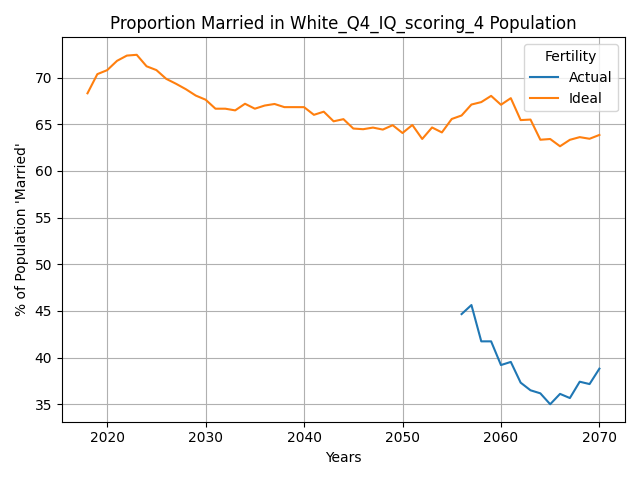 Proportion Married in White_Q4_IQ_scoring_4 Population
Fertility
Actual
Ideal
% of Population 'Married'
70
65
60
55
50
45
40
35
2020 2030 2040 2050 2060 2070
Years